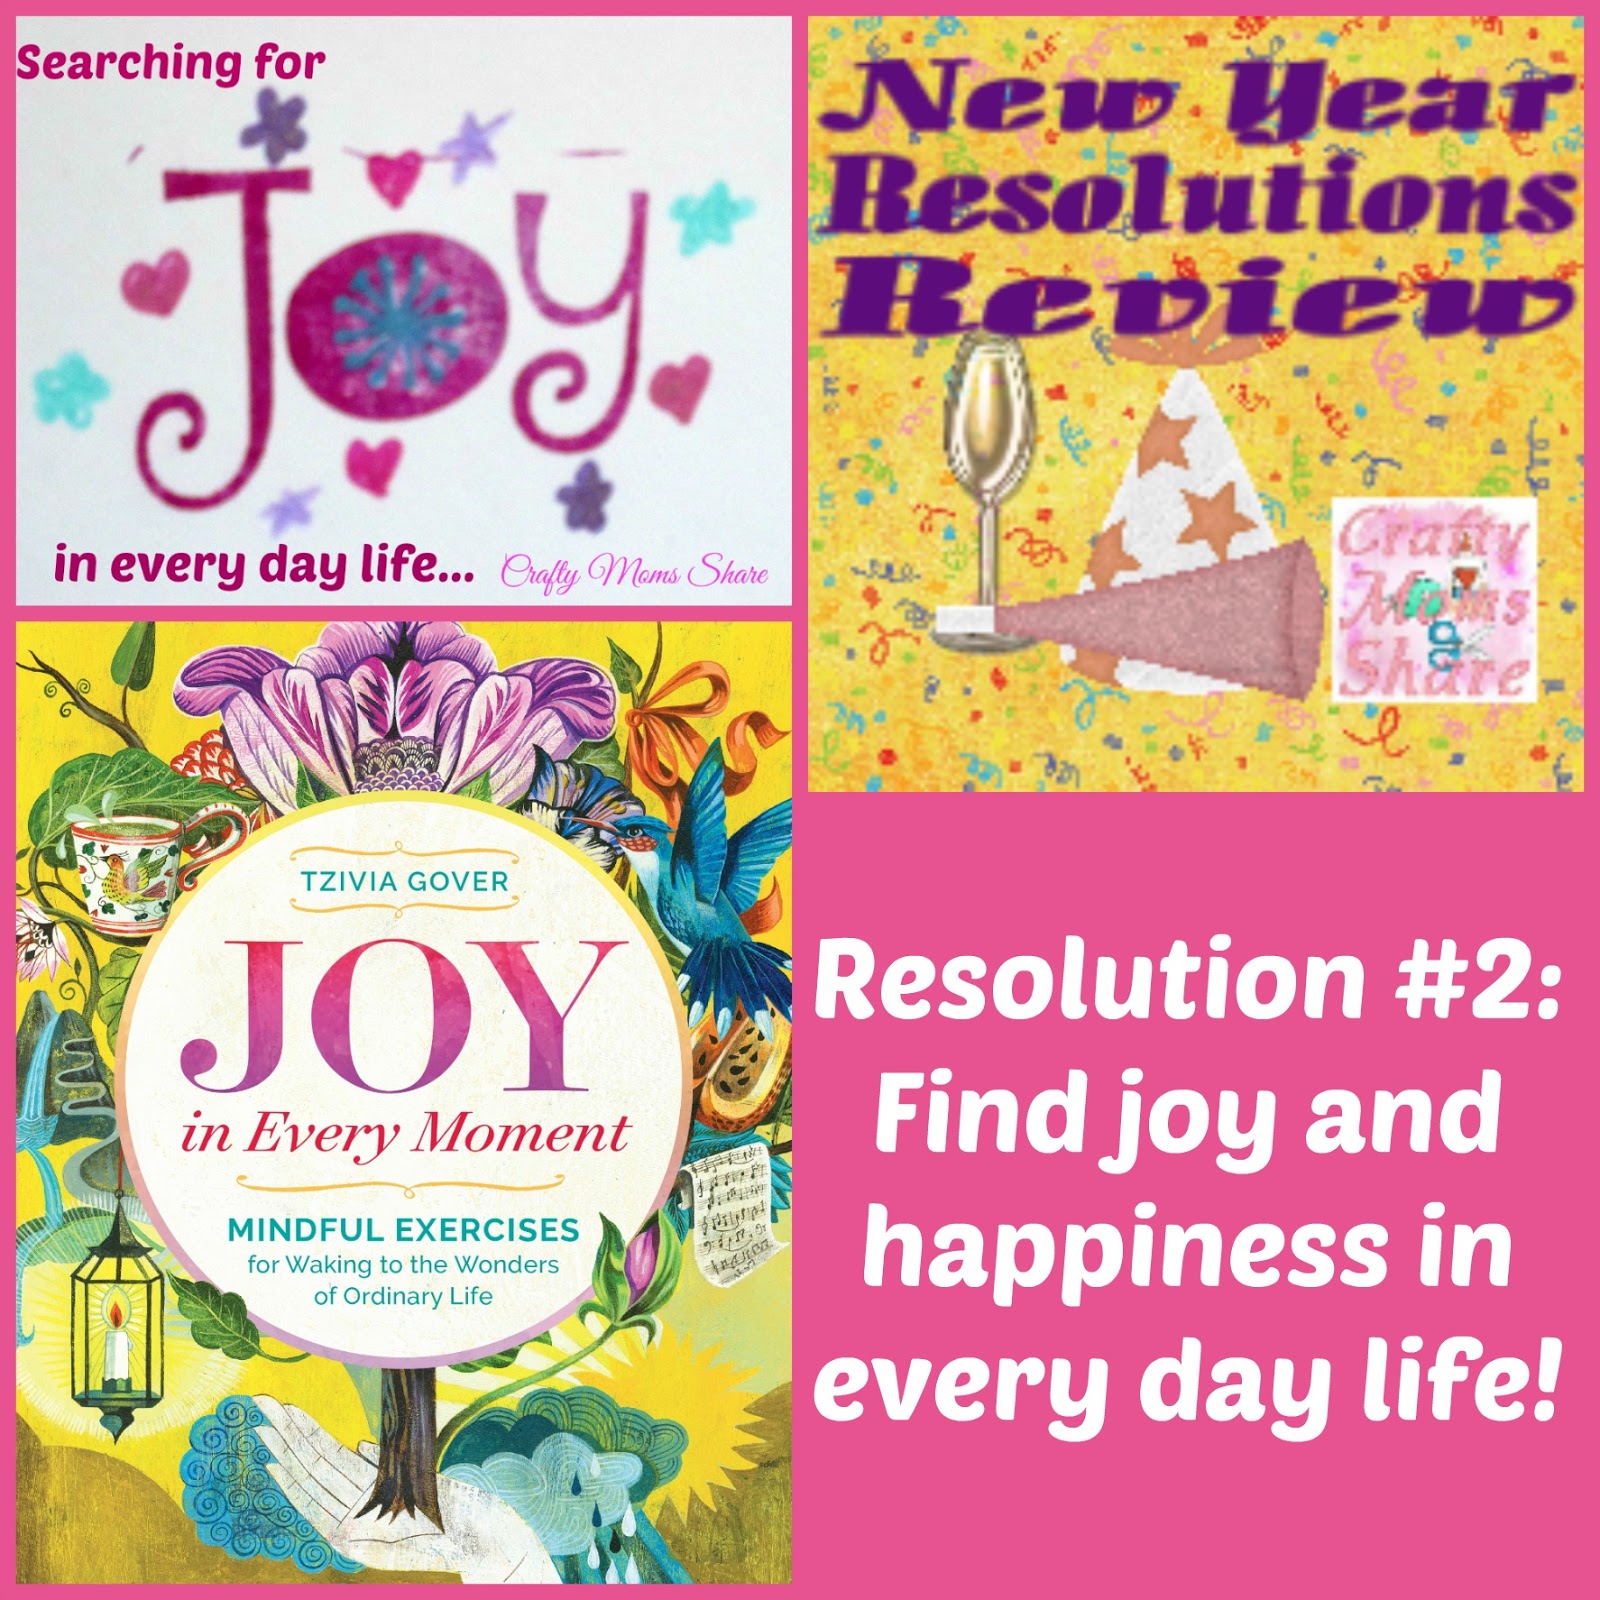 Searching for
Joy
in every day life...
Crafty Moms Share
New Year
Resolutions
Review
Crafty
Moms
Share
TZIVIA GOVER
JOY
in Every Moment
MINDFUL EXERCISES
for Waking to the Wonders
of Ordinary Life
Resolution #2:
Find joy and
happiness in
every day life!